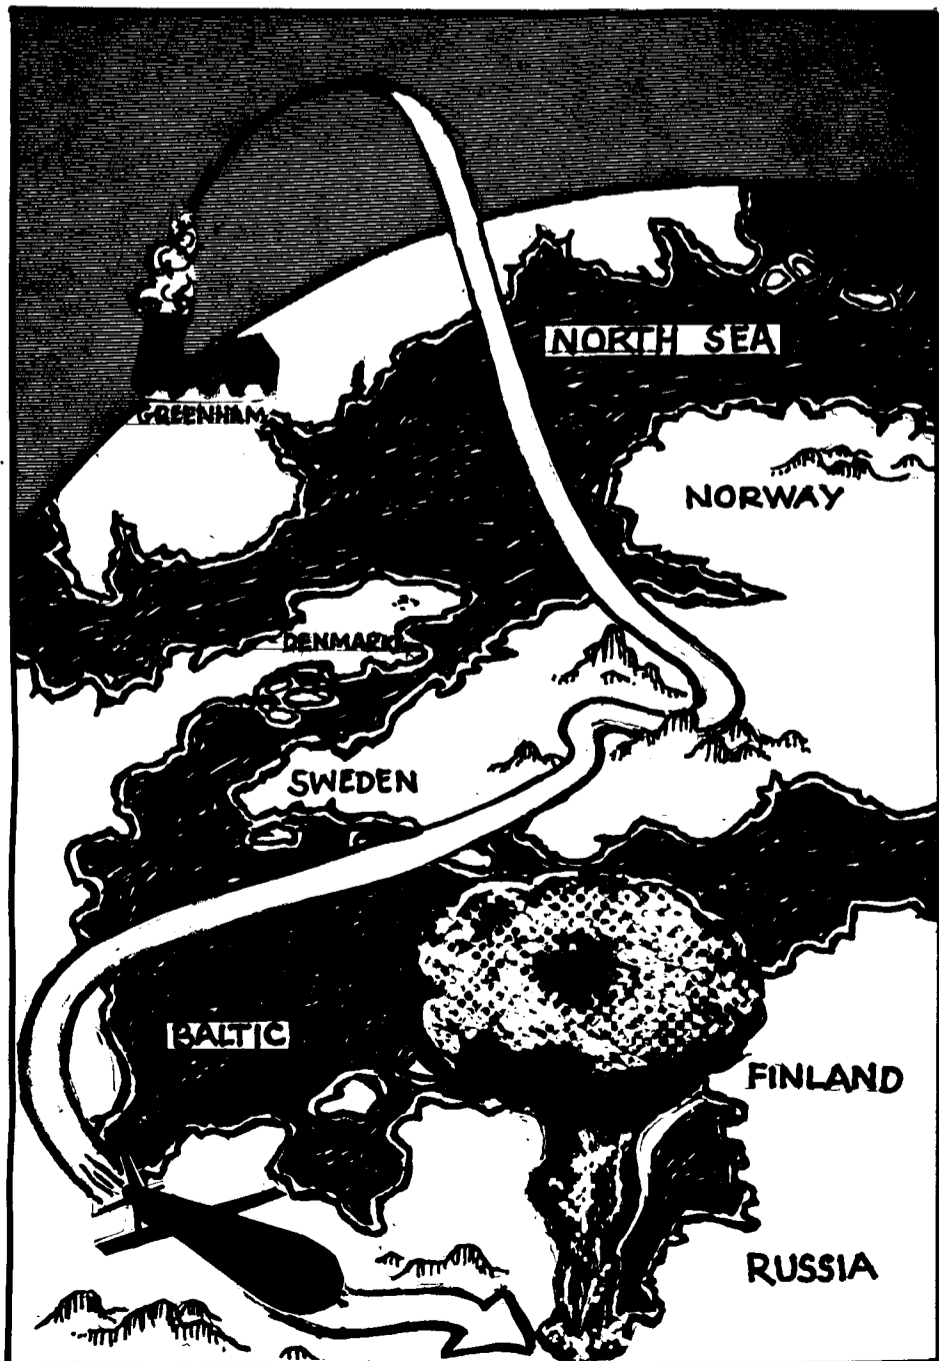 NORTH SEA
GREENHAM
NORWAY
DENMARK
SWEDEN
BALTIC
FINLAND
RUSSIA